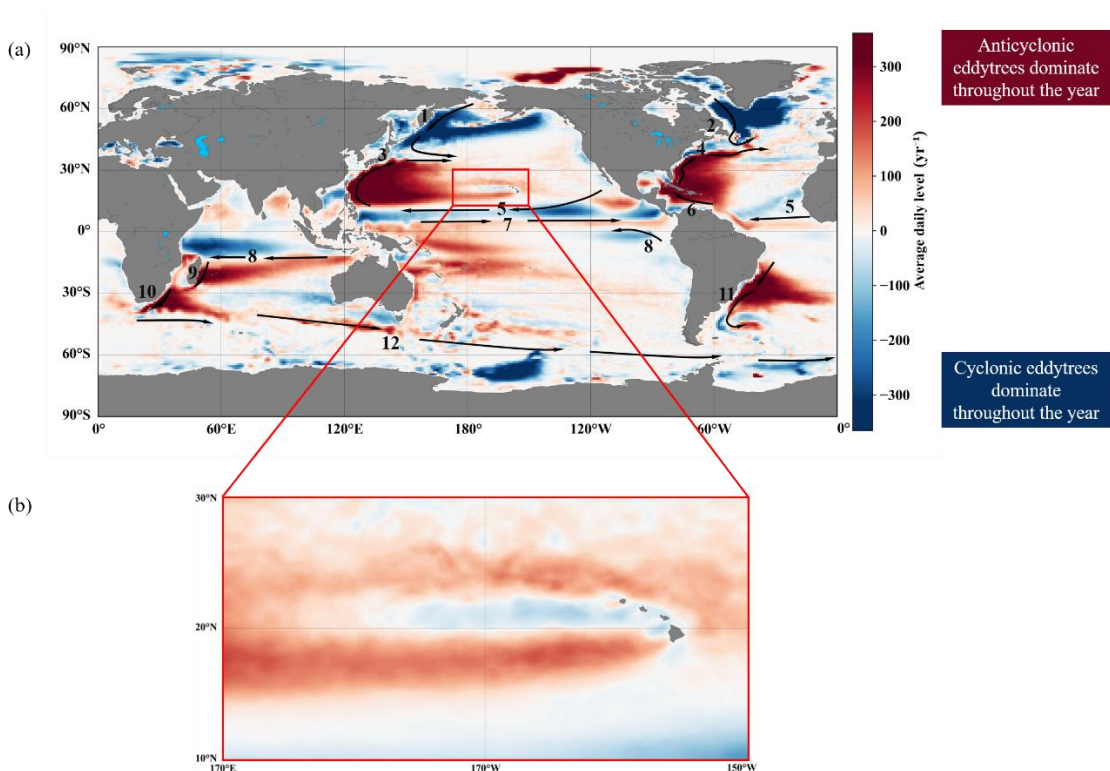 (a)
90°N
60°N
30°N
0°
30°S
60°S
90°S
0°
60°E
120°E
180°
120°W
60°W
0°
1
2
3
4
5
5
6
7
8
8
9
10
11
12
300
200
100
0
−100
−200
−300
Average daily level (yr⁻¹)
Anticyclonic
eddytrees dominate
throughout the year
Cyclonic eddytrees
dominate
throughout the year
(b)
30°N
20°N
10°N
170°E
170°W
150°W